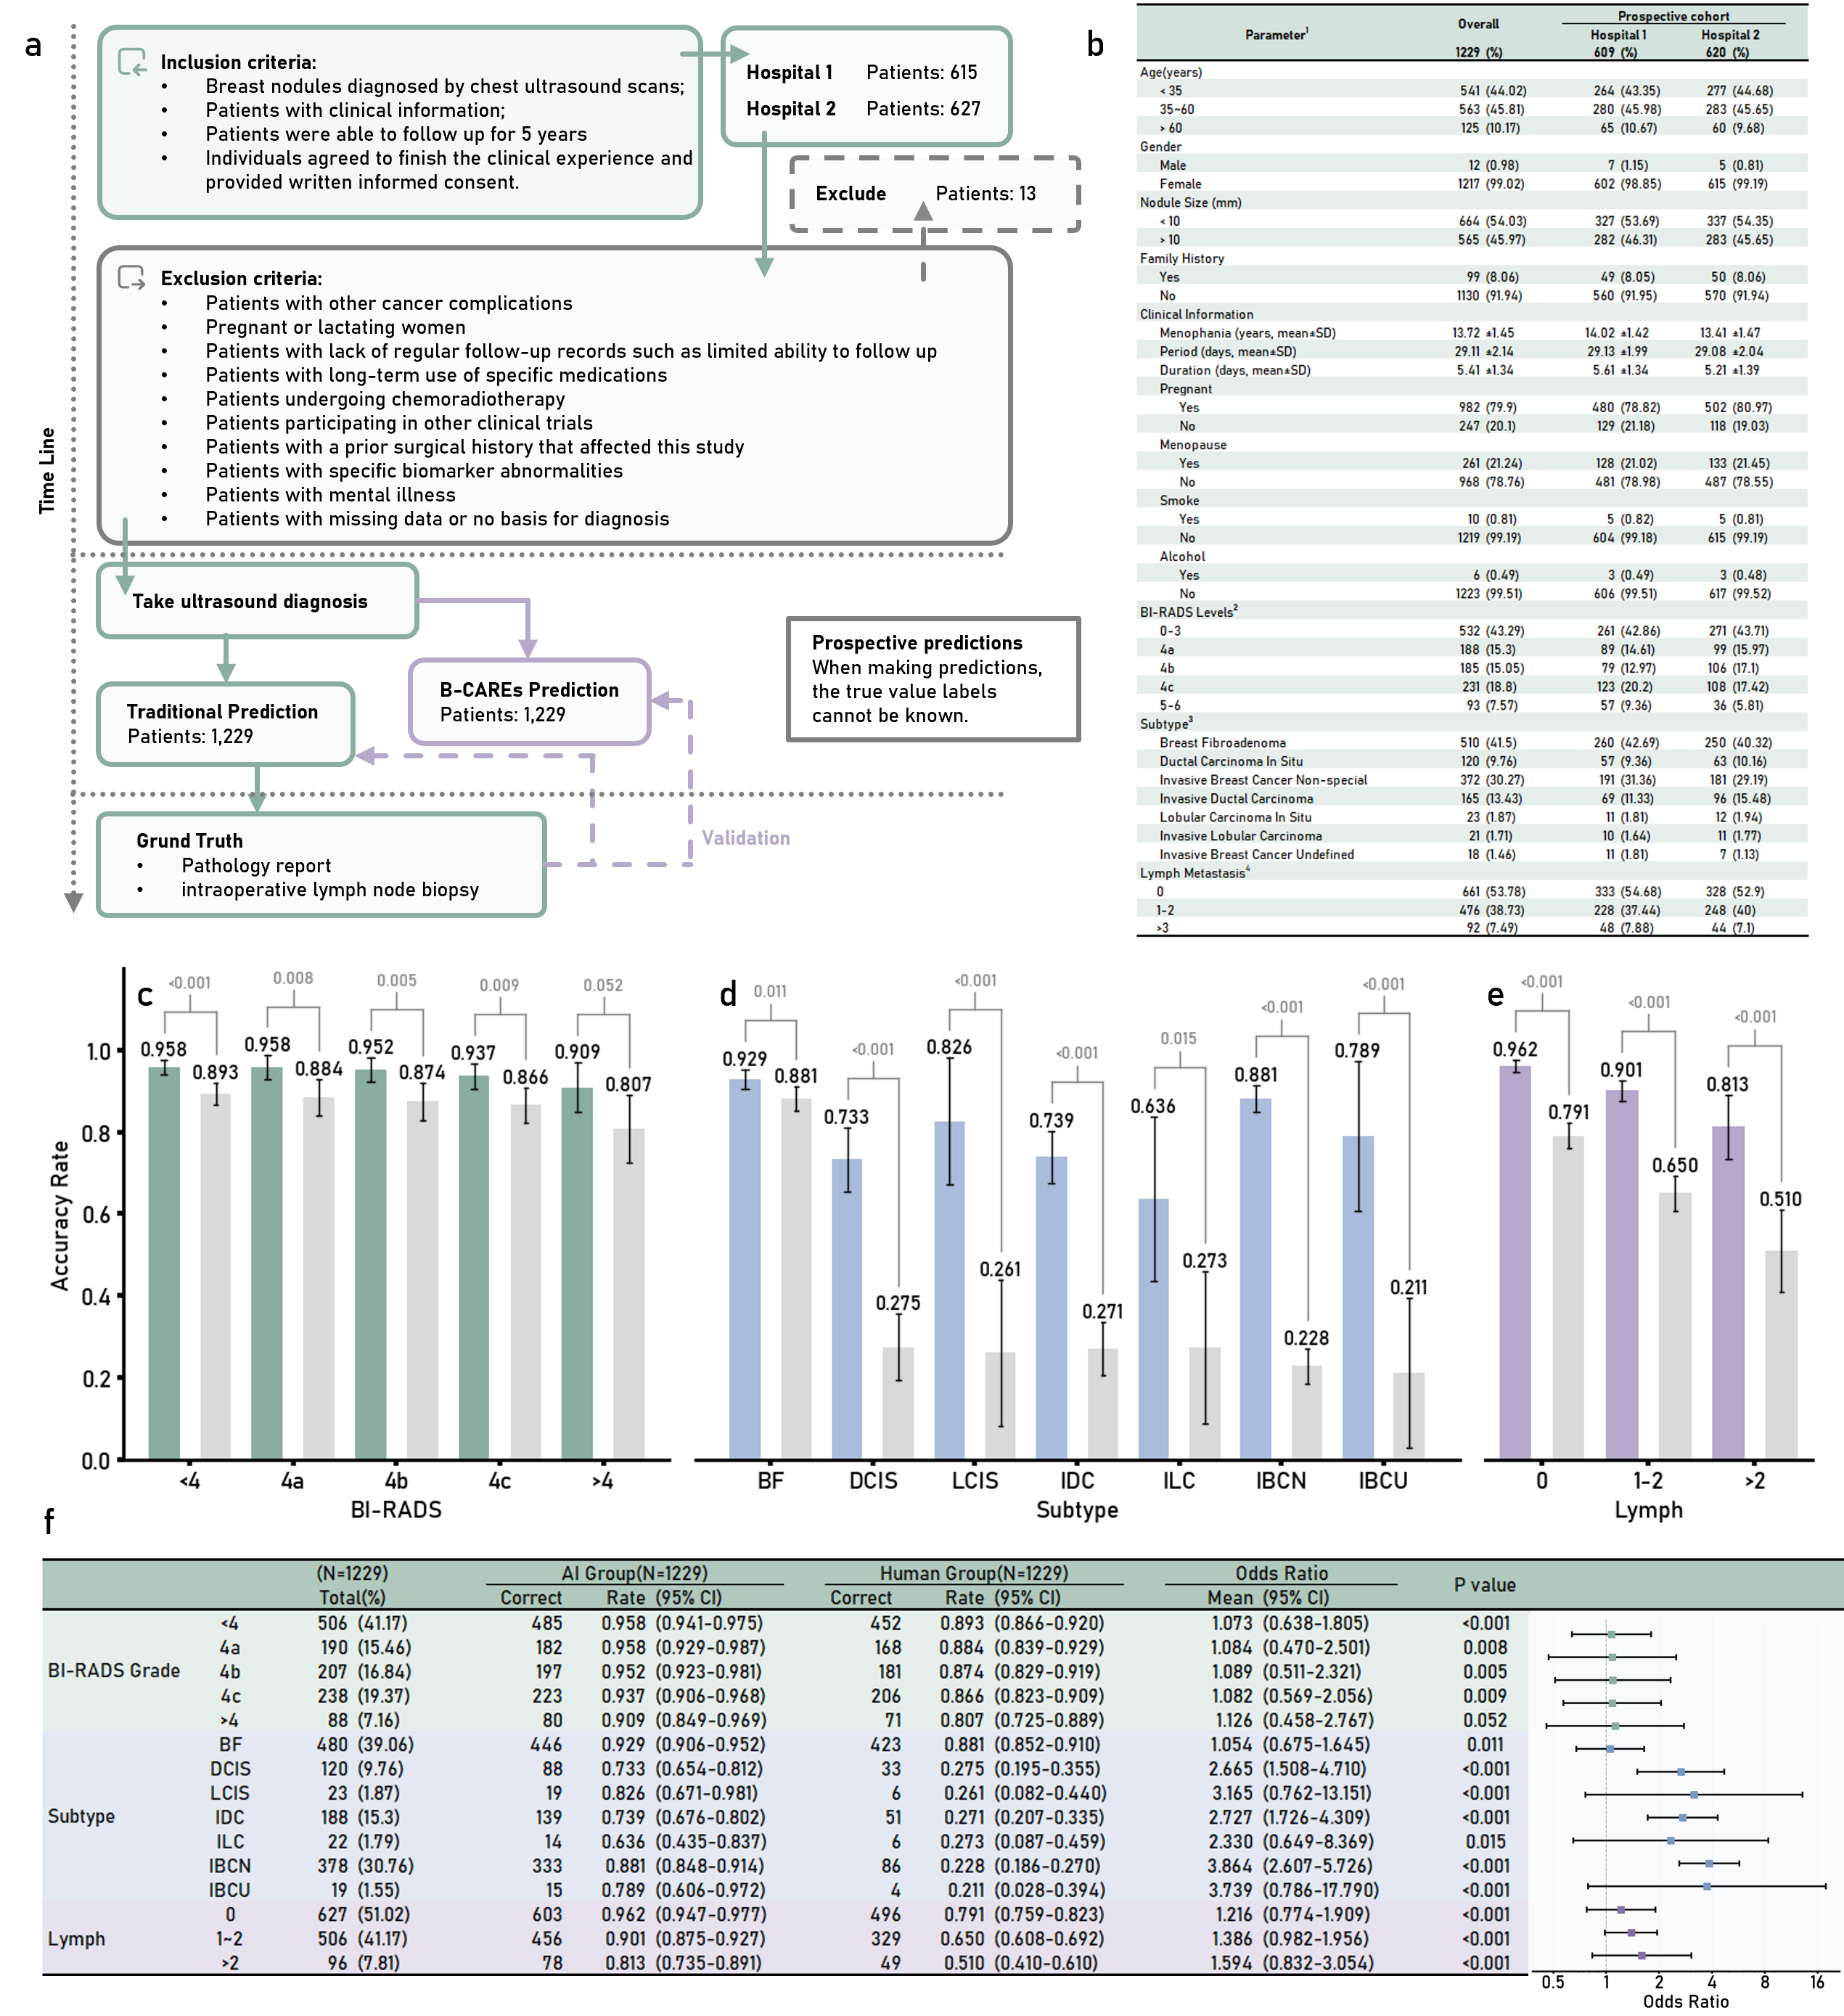 a
Time Line
Inclusion criteria:
• Breast nodules diagnosed by chest ultrasound scans;
• Patients with clinical information;
• Patients were able to follow up for 5 years
• Individuals agreed to finish the clinical experience and
provided written informed consent.
Hospital 1 Patients: 615
Hospital 2 Patients: 627
Exclude Patients: 13
Exclusion criteria:
• Patients with other cancer complications
• Pregnant or lactating women
• Patients with lack of regular follow-up records such as limited ability to follow up
• Patients with long-term use of specific medications
• Patients undergoing chemoradiotherapy
• Patients participating in other clinical trials
• Patients with a prior surgical history that affected this study
• Patients with specific biomarker abnormalities
• Patients with mental illness
• Patients with missing data or no basis for diagnosis
Take ultrasound diagnosis
B-CAREs Prediction
Patients: 1,229
Traditional Prediction
Patients: 1,229
Prospective predictions
When making predictions,
the true value labels
cannot be known.
Grund Truth
• Pathology report
• intraoperative lymph node biopsy
Validation
b
Parameter¹ Overall Prospective cohort
Hospital 1 Hospital 2
1229 (%) 609 (%) 620 (%)
Age(years)
< 35 541 (44.02) 264 (43.35) 277 (44.68)
35~60 563 (45.81) 280 (45.98) 283 (45.65)
> 60 125 (10.17) 65 (10.67) 60 (9.68)
Gender
Male 12 (0.98) 7 (1.15) 5 (0.81)
Female 1217 (99.02) 602 (98.85) 615 (99.19)
Nodule Size (mm)
< 10 664 (54.03) 327 (53.69) 337 (54.35)
> 10 565 (45.97) 282 (46.31) 283 (45.65)
Family History
Yes 99 (8.06) 49 (8.05) 50 (8.06)
No 1130 (91.94) 560 (91.95) 570 (91.94)
Clinical Information
Menophania (years, mean±SD) 13.72 ±1.45 14.02 ±1.42 13.41 ±1.47
Period (days, mean±SD) 29.11 ±2.14 29.13 ±1.99 29.08 ±2.04
Duration (days, mean±SD) 5.41 ±1.34 5.61 ±1.34 5.21 ±1.39
Pregnant
Yes 982 (79.9) 480 (78.82) 502 (80.97)
No 247 (20.1) 129 (21.18) 118 (19.03)
Menopause
Yes 261 (21.24) 128 (21.02) 133 (21.45)
No 968 (78.76) 481 (78.98) 487 (78.55)
Smoke
Yes 10 (0.81) 5 (0.82) 5 (0.81)
No 1219 (99.19) 604 (99.18) 615 (99.19)
Alcohol
Yes 6 (0.49) 3 (0.49) 3 (0.48)
No 1223 (99.51) 606 (99.51) 617 (99.52)
BI-RADS Levels²
0-3 532 (43.29) 261 (42.86) 271 (43.71)
4a 188 (15.3) 89 (14.61) 99 (15.97)
4b 185 (15.05) 79 (12.97) 106 (17.1)
4c 231 (18.8) 123 (20.2) 108 (17.42)
5-6 93 (7.57) 57 (9.36) 36 (5.81)
Subtype³
Breast Fibroadenoma 510 (41.5) 260 (42.69) 250 (40.32)
Ductal Carcinoma In Situ 120 (9.76) 57 (9.36) 63 (10.16)
Invasive Breast Cancer Non-special 372 (30.27) 191 (31.36) 181 (29.19)
Invasive Ductal Carcinoma 165 (13.43) 69 (11.33) 96 (15.48)
Lobular Carcinoma In Situ 23 (1.87) 11 (1.81) 12 (1.94)
Invasive Lobular Carcinoma 21 (1.71) 10 (1.64) 11 (1.77)
Invasive Breast Cancer Undefined 18 (1.46) 11 (1.81) 7 (1.13)
Lymph Metastasis⁴
0 661 (53.78) 333 (54.68) 328 (52.9)
1-2 476 (38.73) 228 (37.44) 248 (40)
>3 92 (7.49) 48 (7.88) 44 (7.1)
c
Accuracy Rate
1.0
0.8
0.6
0.4
0.2
0.0
<0.001 0.008 0.005 0.009 0.052
0.958 0.893 0.958 0.884 0.952 0.874 0.937 0.866 0.909 0.807
<4 4a 4b 4c >4
BI-RADS
d
0.011 <0.001 <0.001 <0.001 0.015 <0.001 <0.001
0.929 0.881 0.733 0.275 0.826 0.261 0.739 0.271 0.636 0.273 0.881 0.228 0.789 0.211
BF DCIS LCIS IDC ILC IBCN IBCU
Subtype
e
<0.001 <0.001 <0.001
0.962 0.791 0.901 0.650 0.813 0.510
0 1-2 >2
Lymph
f
(N=1229) AI Group(N=1229) Human Group(N=1229) Odds Ratio P value
Total(%) Correct Rate (95% CI) Correct Rate (95% CI) Mean (95% CI)
BI-RADS Grade
<4 506 (41.17) 485 0.958 (0.941-0.975) 452 0.893 (0.866-0.920) 1.073 (0.638-1.805) <0.001
4a 190 (15.46) 182 0.958 (0.929-0.987) 168 0.884 (0.839-0.929) 1.084 (0.470-2.501) 0.008
4b 207 (16.84) 197 0.952 (0.923-0.981) 181 0.874 (0.829-0.919) 1.089 (0.511-2.321) 0.005
4c 238 (19.37) 223 0.937 (0.906-0.968) 206 0.866 (0.823-0.909) 1.082 (0.569-2.056) 0.009
>4 88 (7.16) 80 0.909 (0.849-0.969) 71 0.807 (0.725-0.889) 1.126 (0.458-2.767) 0.052
Subtype
BF 480 (39.06) 446 0.929 (0.906-0.952) 423 0.881 (0.852-0.910) 1.054 (0.675-1.645) 0.011
DCIS 120 (9.76) 88 0.733 (0.654-0.812) 33 0.275 (0.195-0.355) 2.665 (1.508-4.710) <0.001
LCIS 23 (1.87) 19 0.826 (0.671-0.981) 6 0.261 (0.082-0.440) 3.165 (0.762-13.151) <0.001
IDC 188 (15.3) 139 0.739 (0.676-0.802) 51 0.271 (0.207-0.335) 2.727 (1.726-4.309) <0.001
ILC 22 (1.79) 14 0.636 (0.435-0.837) 6 0.273 (0.087-0.459) 2.330 (0.649-8.369) 0.015
IBCN 378 (30.76) 333 0.881 (0.848-0.914) 86 0.228 (0.186-0.270) 3.864 (2.607-5.726) <0.001
IBCU 19 (1.55) 15 0.789 (0.606-0.972) 4 0.211 (0.028-0.394) 3.739 (0.786-17.790) <0.001
Lymph
0 627 (51.02) 603 0.962 (0.947-0.977) 496 0.791 (0.759-0.823) 1.216 (0.774-1.909) <0.001
1~2 506 (41.17) 456 0.901 (0.875-0.927) 329 0.650 (0.608-0.692) 1.386 (0.982-1.956) <0.001
>2 96 (7.81) 78 0.813 (0.735-0.891) 49 0.510 (0.410-0.610) 1.594 (0.832-3.054) <0.001
0.5 1 2 4 8 16
Odds Ratio